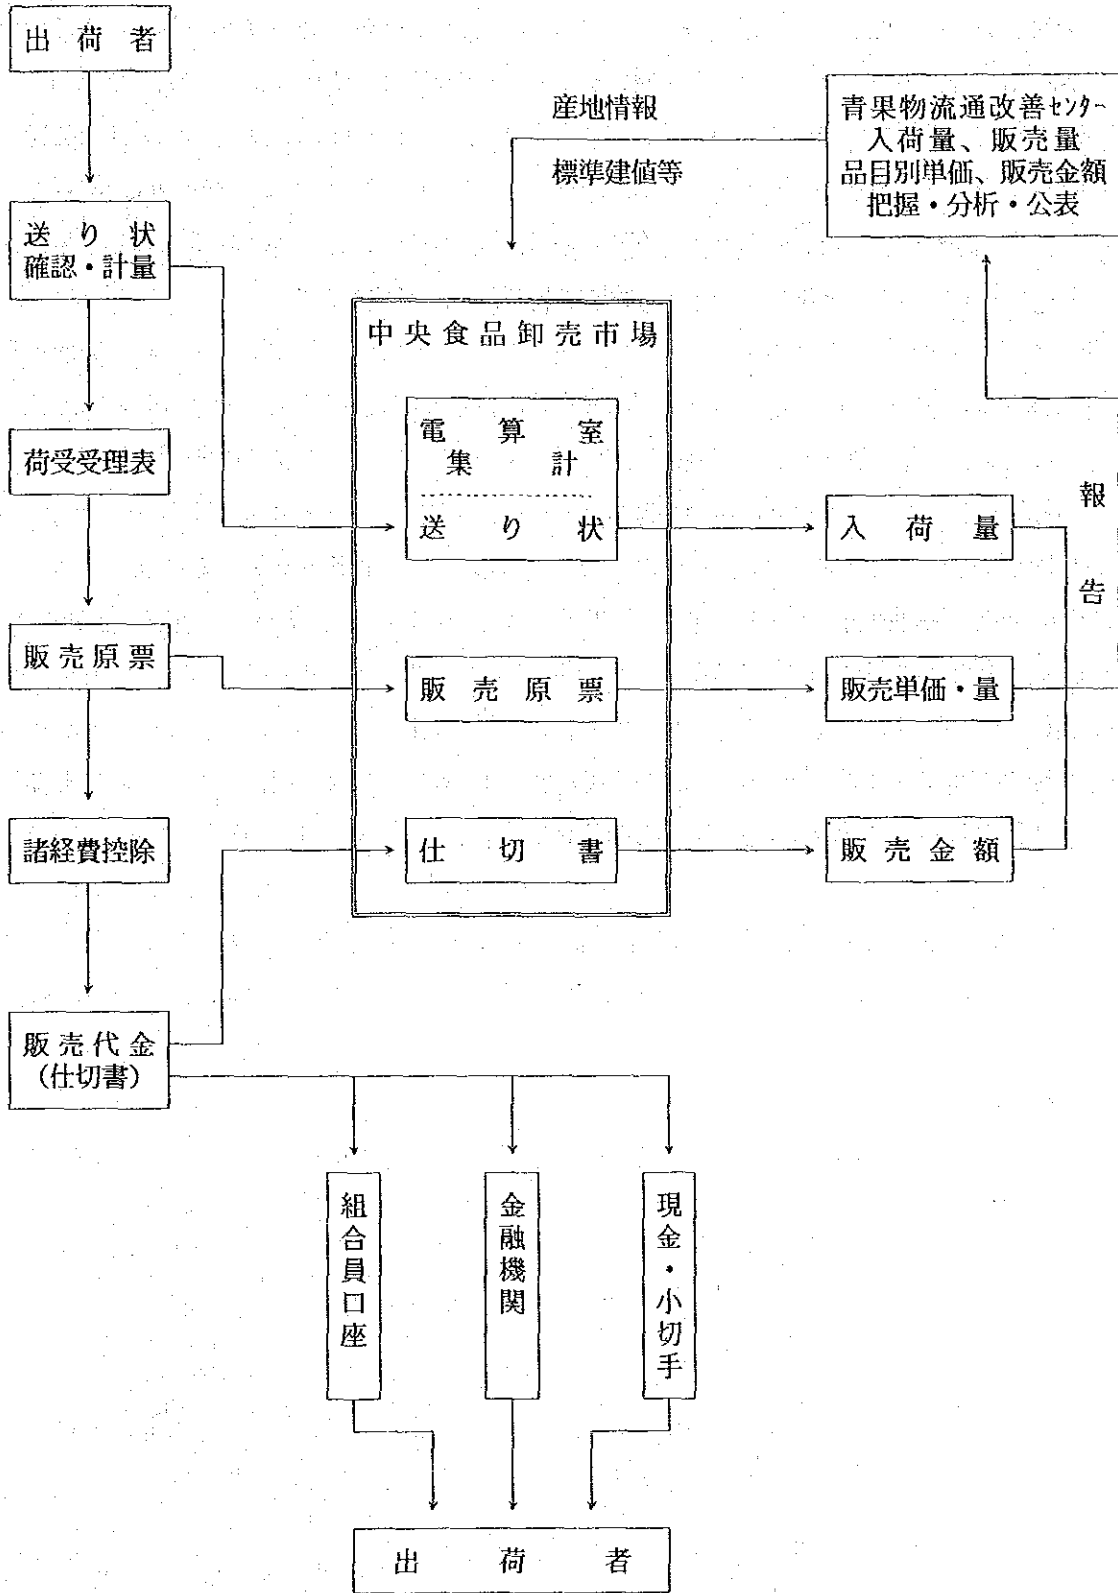 出荷者
産地情報
標準建値等
青果物流通改善ｾﾝﾀｰ
入荷量、販売量
品目別単価、販売金額
把握・分析・公表
送り状
確認・計量
中央食品卸売市場
電算室
集計
送り状
荷受受理表
入荷量
報告
販売原票
販売原票
販売単価・量
諸経費控除
仕切書
販売金額
販売代金
(仕切書)
組合員口座
金融機関
現金・小切手
出荷者